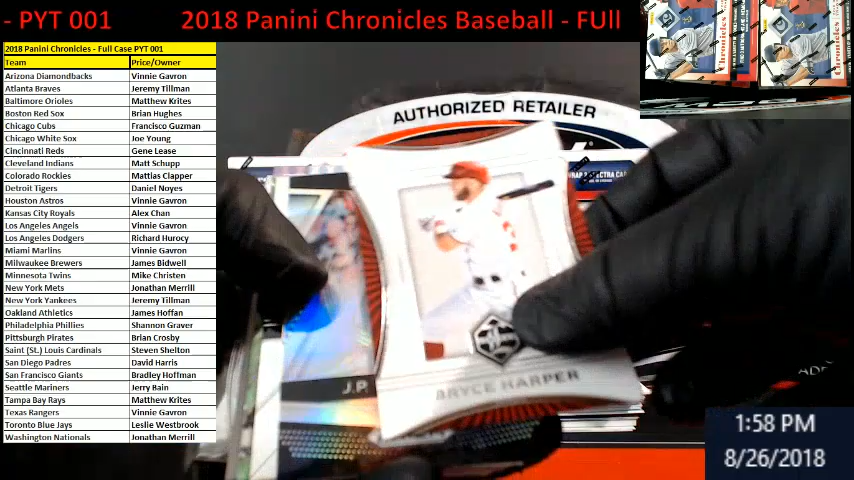 - PYT 001 2018 Panini Chronicles Baseball - FUll
2018 Panini Chronicles - Full Case PYT 001
Team Price/Owner
Arizona Diamondbacks Vinnie Gavron
Atlanta Braves Jeremy Tillman
Baltimore Orioles Matthew Krites
Boston Red Sox Brian Hughes
Chicago Cubs Francisco Guzman
Chicago White Sox Joe Young
Cincinnati Reds Gene Lease
Cleveland Indians Matt Schupp
Colorado Rockies Mattias Clapper
Detroit Tigers Daniel Noyes
Houston Astros Vinnie Gavron
Kansas City Royals Alex Chan
Los Angeles Angels Vinnie Gavron
Los Angeles Dodgers Richard Hurocy
Miami Marlins Vinnie Gavron
Milwaukee Brewers James Bidwell
Minnesota Twins Mike Christen
New York Mets Jonathan Merrill
New York Yankees Jeremy Tillman
Oakland Athletics James Hoffan
Philadelphia Phillies Shannon Graver
Pittsburgh Pirates Brian Crosby
Saint (St.) Louis Cardinals Steven Shelton
San Diego Padres David Harris
San Francisco Giants Bradley Hoffman
Seattle Mariners Jerry Bain
Tampa Bay Rays Matthew Krites
Texas Rangers Vinnie Gavron
Toronto Blue Jays Leslie Westbrook
Washington Nationals Jonathan Merrill
AUTHORIZED RETAILER
J.P.
BRYCE HARPER
Chronicles
1:58 PM
8/26/2018